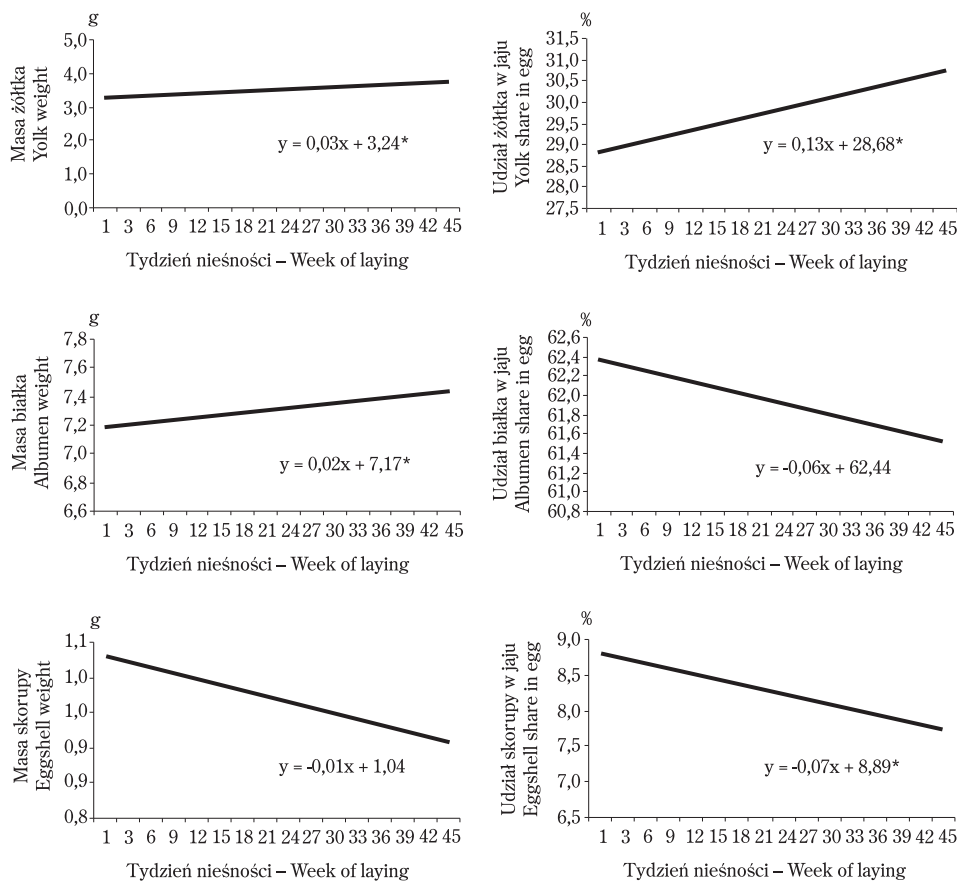 g
Masa żółtka
Yolk weight
5,0
4,0
3,0
2,0
1,0
0,0
y = 0,03x + 3,24*
1 3 6 9 12 15 18 21 24 27 30 33 36 39 42 45
Tydzień nieśności – Week of laying
%
Udział żółtka w jaju
Yolk share in egg
31,5
30,5
30,0
29,5
29,0
28,5
28,0
27,5
y = 0,13x + 28,68*
1 3 6 9 12 15 18 21 24 27 30 33 36 39 42 45
Tydzień nieśności – Week of laying
g
Masa białka
Albumen weight
7,8
7,6
7,4
7,2
7,0
6,8
6,6
y = 0,02x + 7,17*
1 3 6 9 12 15 18 21 24 27 30 33 36 39 42 45
Tydzień nieśności – Week of laying
%
Udział białka w jaju
Albumen share in egg
62,6
62,4
62,2
62,0
61,8
61,6
61,4
61,2
61,0
60,8
y = -0,06x + 62,44
1 3 6 9 12 15 18 21 24 27 30 33 36 39 42 45
Tydzień nieśności – Week of laying
g
Masa skorupy
Eggshell weight
1,1
1,0
1,0
0,9
0,9
0,8
y = -0,01x + 1,04
1 3 6 9 12 15 18 21 24 27 30 33 36 39 42 45
Tydzień nieśności – Week of laying
%
Udział skorupy w jaju
Eggshell share in egg
9,0
8,5
8,0
7,5
7,0
6,5
y = -0,07x + 8,89*
1 3 6 9 12 15 18 21 24 27 30 33 36 39 42 45
Tydzień nieśności – Week of laying